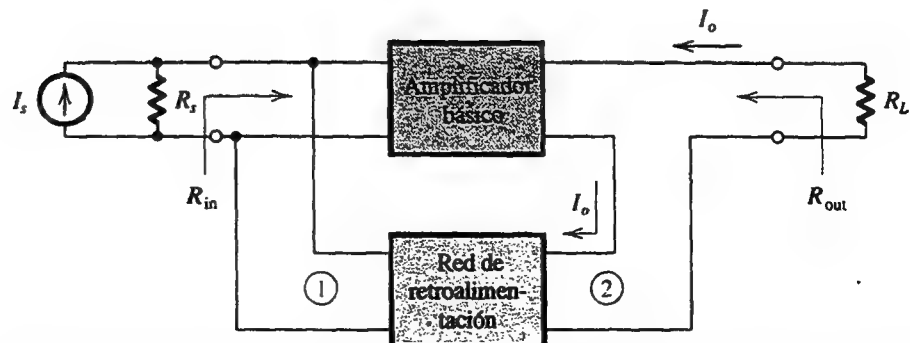 I_o
Amplificador
básico
I_s
R_s
R_L
R_in
R_out
I_o
Red de
retroalimen-
tación
1
2